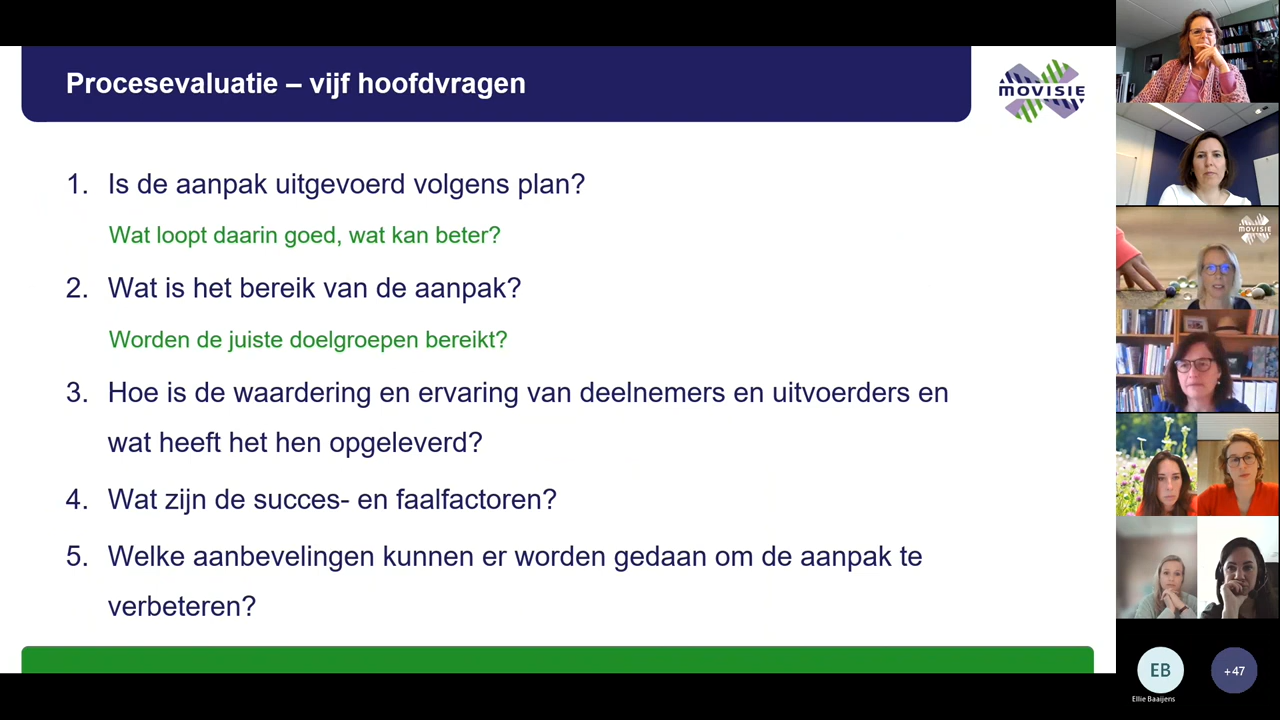 Procesevaluatie – vijf hoofdvragen
MOVISIE
1. Is de aanpak uitgevoerd volgens plan?
Wat loopt daarin goed, wat kan beter?
2. Wat is het bereik van de aanpak?
Worden de juiste doelgroepen bereikt?
3. Hoe is de waardering en ervaring van deelnemers en uitvoerders en
wat heeft het hen opgeleverd?
4. Wat zijn de succes- en faalfactoren?
5. Welke aanbevelingen kunnen er worden gedaan om de aanpak te
verbeteren?
MOVISIE
EB
+47
Ellie Baaijens